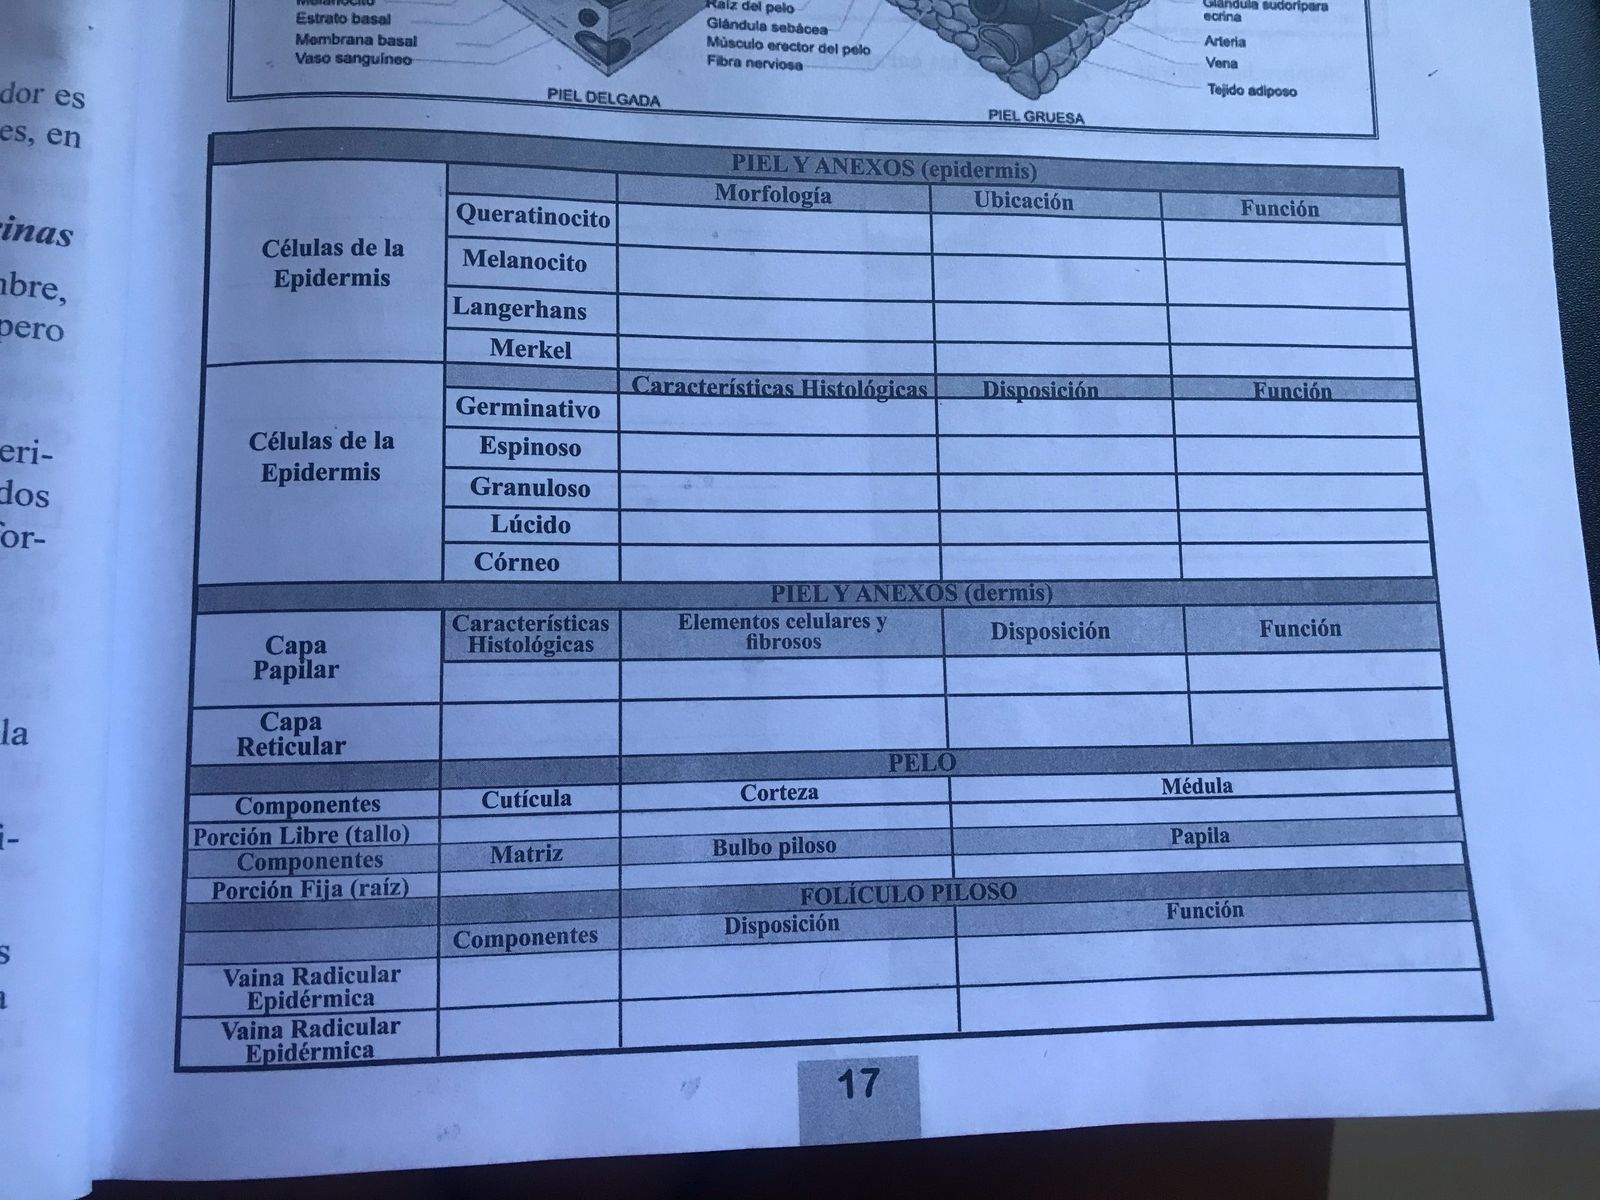 Estrato basal
Membrana basal
Vaso sanguíneo
PIEL DELGADA
Raíz del pelo
Glándula sebácea
Músculo erector del pelo
Fibra nerviosa
PIEL GRUESA
Glándula sudorípara
ecrina
Arteria
Vena
Tejido adiposo
dor es
es, en
inas
bre,
pero
eri-
dos
or-
la
i-
s
PIEL Y ANEXOS (epidermis)
Morfología Ubicación Función
Células de la
Epidermis
Queratinocito
Melanocito
Langerhans
Merkel
Características Histológicas Disposición Función
Células de la
Epidermis
Germinativo
Espinoso
Granuloso
Lúcido
Córneo
PIEL Y ANEXOS (dermis)
Características
Histológicas
Elementos celulares y
fibrosos
Disposición
Función
Capa
Papilar
Capa
Reticular
PELO
Componentes Cutícula Corteza Médula
Porción Libre (tallo)
Componentes Matriz Bulbo piloso Papila
Porción Fija (raíz)
FOLÍCULO PILOSO
Componentes Disposición Función
Vaina Radicular
Epidérmica
Vaina Radicular
Epidérmica
17